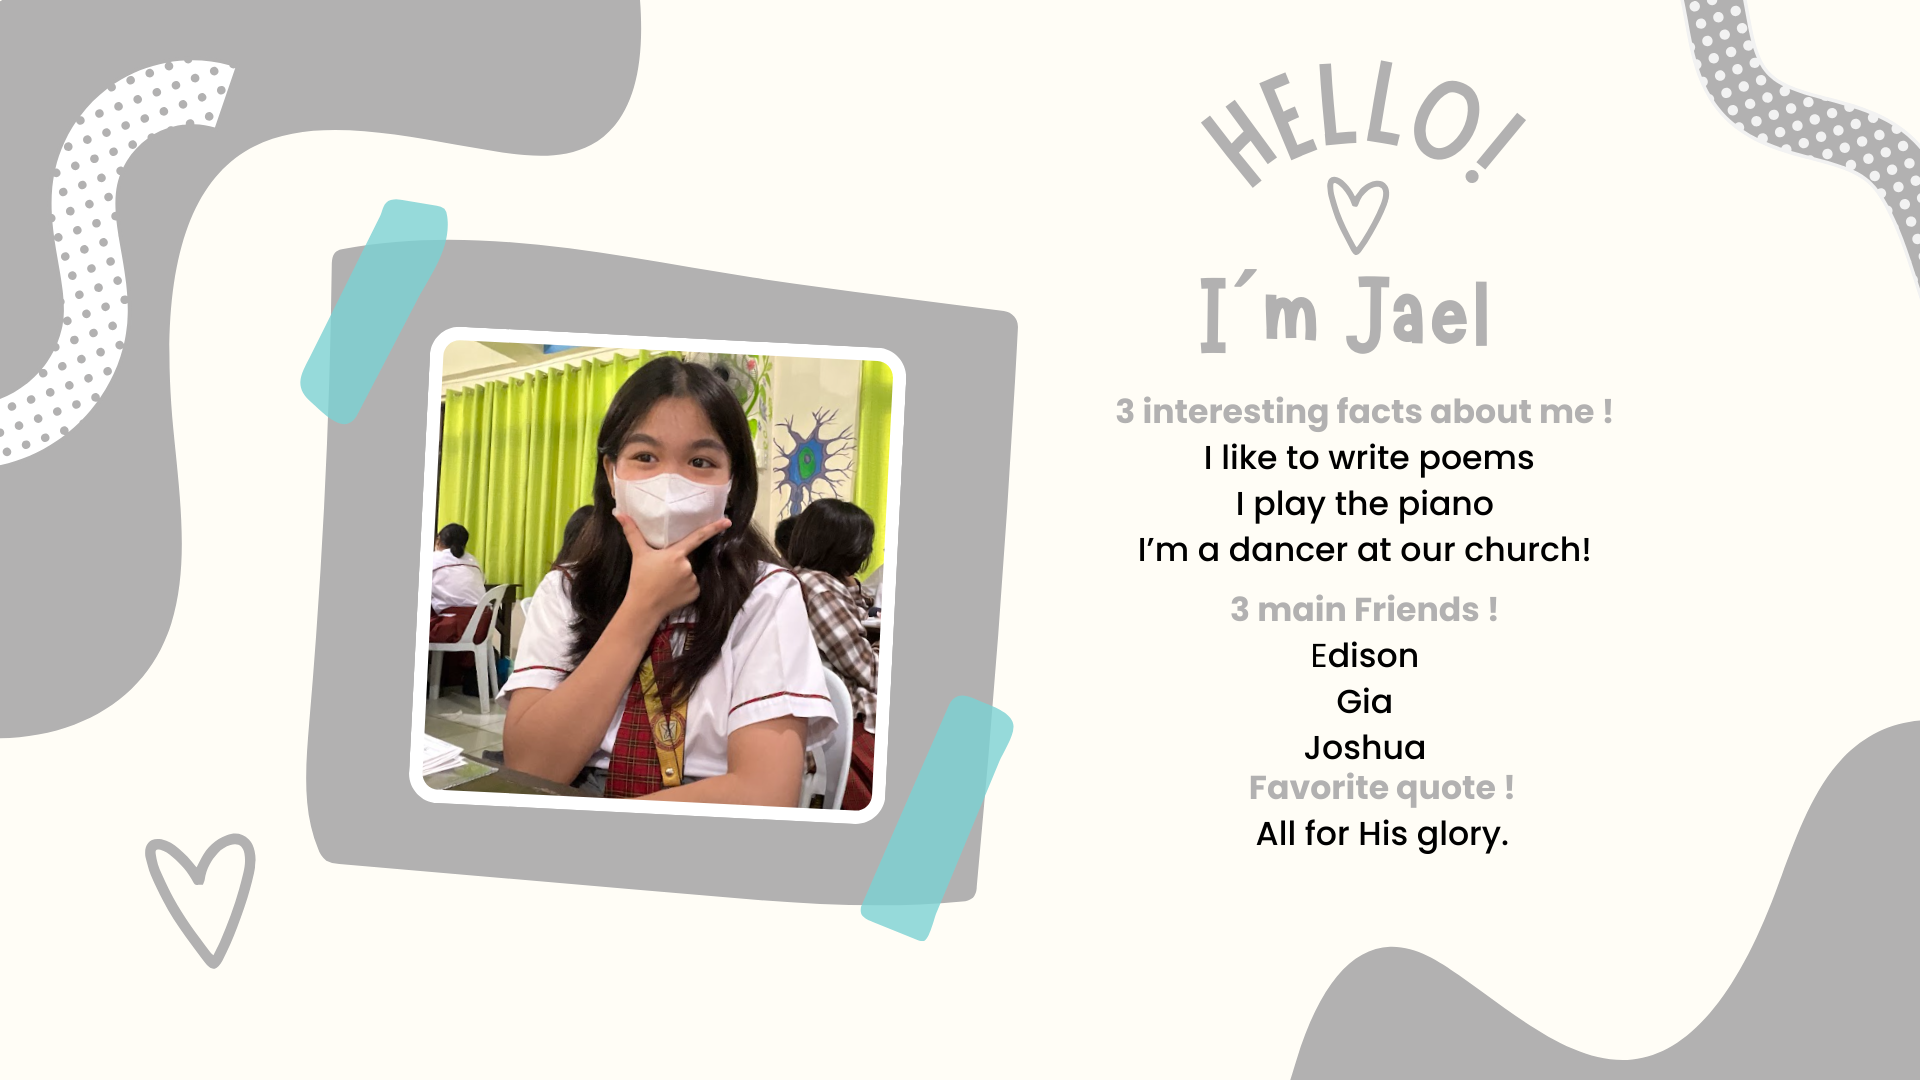 HELLO!
I´m Jael
3 interesting facts about me !
I like to write poems
I play the piano
I’m a dancer at our church!
3 main Friends !
Edison
Gia
Joshua
Favorite quote !
All for His glory.